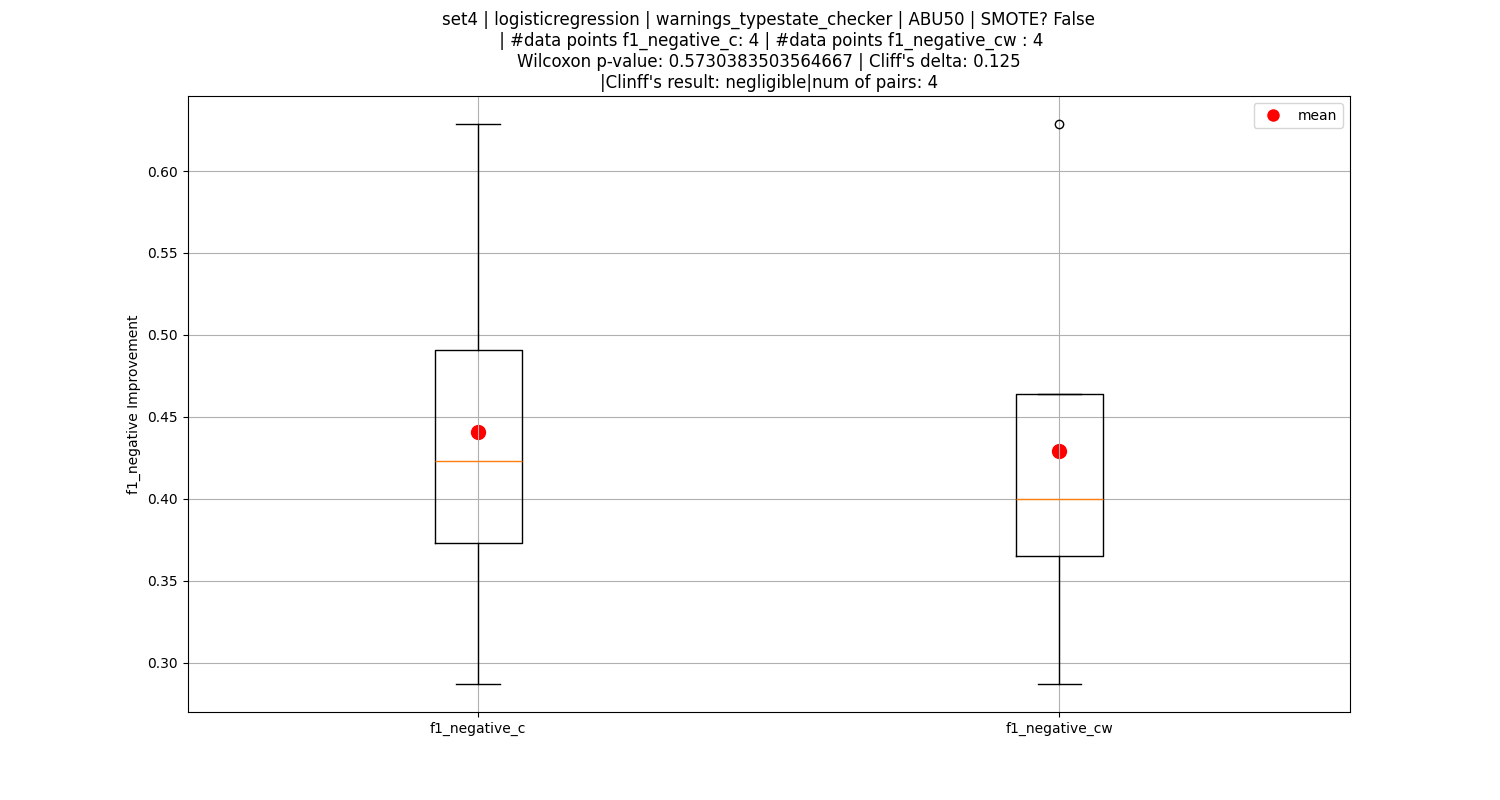 set4 | logisticregression | warnings_typestate_checker | ABU50 | SMOTE? False
| #data points f1_negative_c: 4 | #data points f1_negative_cw : 4
Wilcoxon p-value: 0.5730383503564667 | Cliff's delta: 0.125
|Clinff's result: negligible|num of pairs: 4
mean
0.60
0.55
0.50
0.45
0.40
0.35
0.30
f1_negative Improvement
f1_negative_c
f1_negative_cw